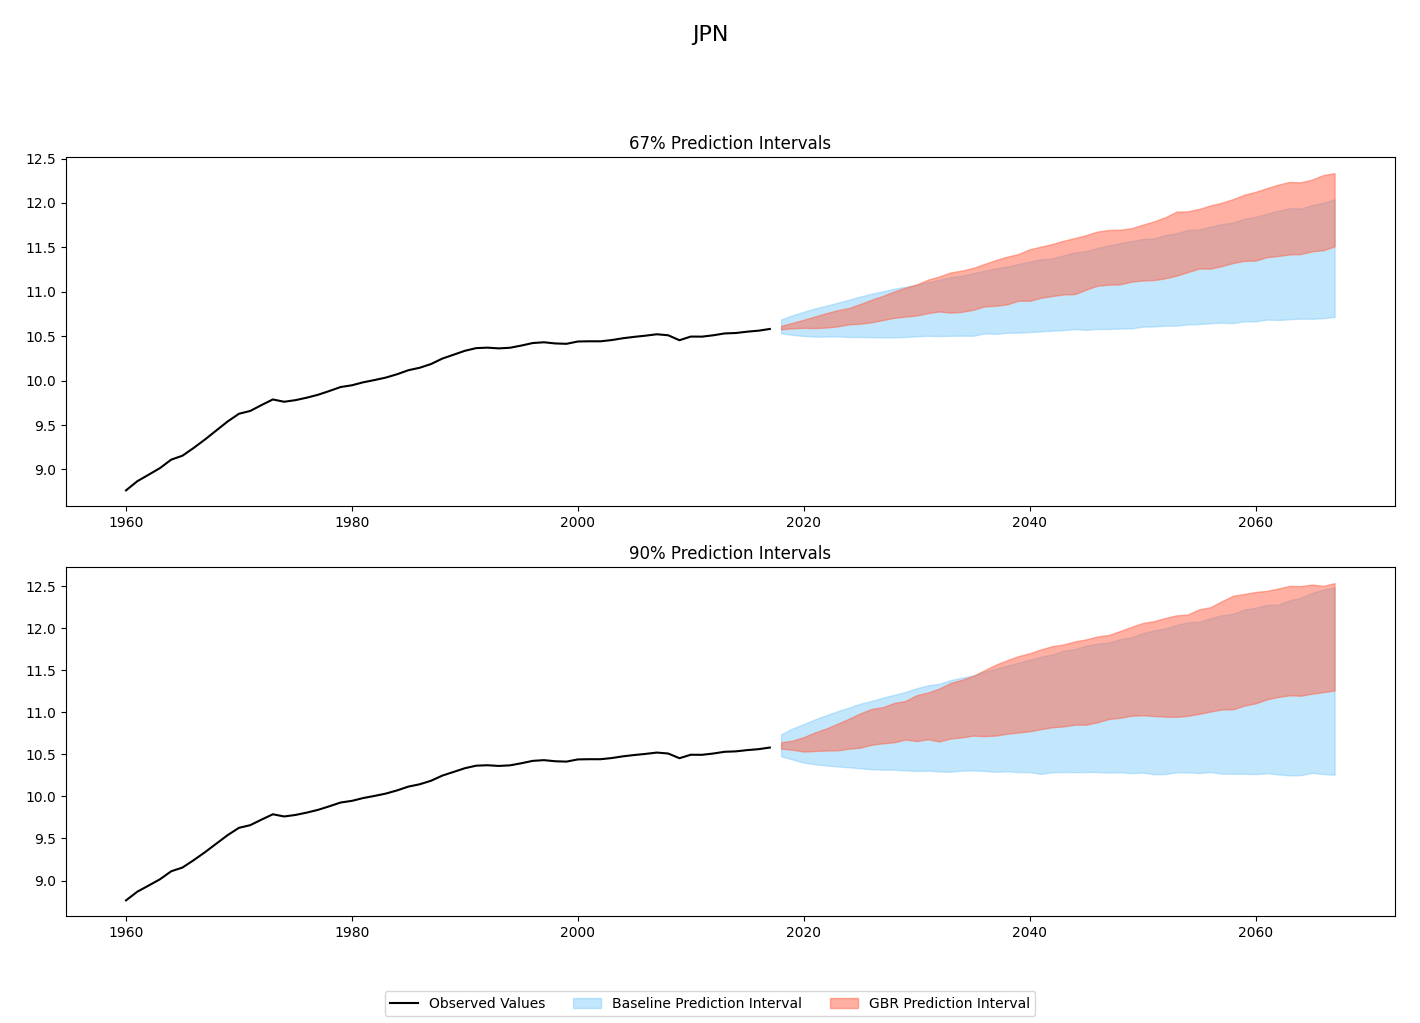 JPN
67% Prediction Intervals
12.5
12.0
11.5
11.0
10.5
10.0
9.5
9.0
1960 1980 2000 2020 2040 2060
90% Prediction Intervals
12.5
12.0
11.5
11.0
10.5
10.0
9.5
9.0
1960 1980 2000 2020 2040 2060
Observed Values Baseline Prediction Interval GBR Prediction Interval